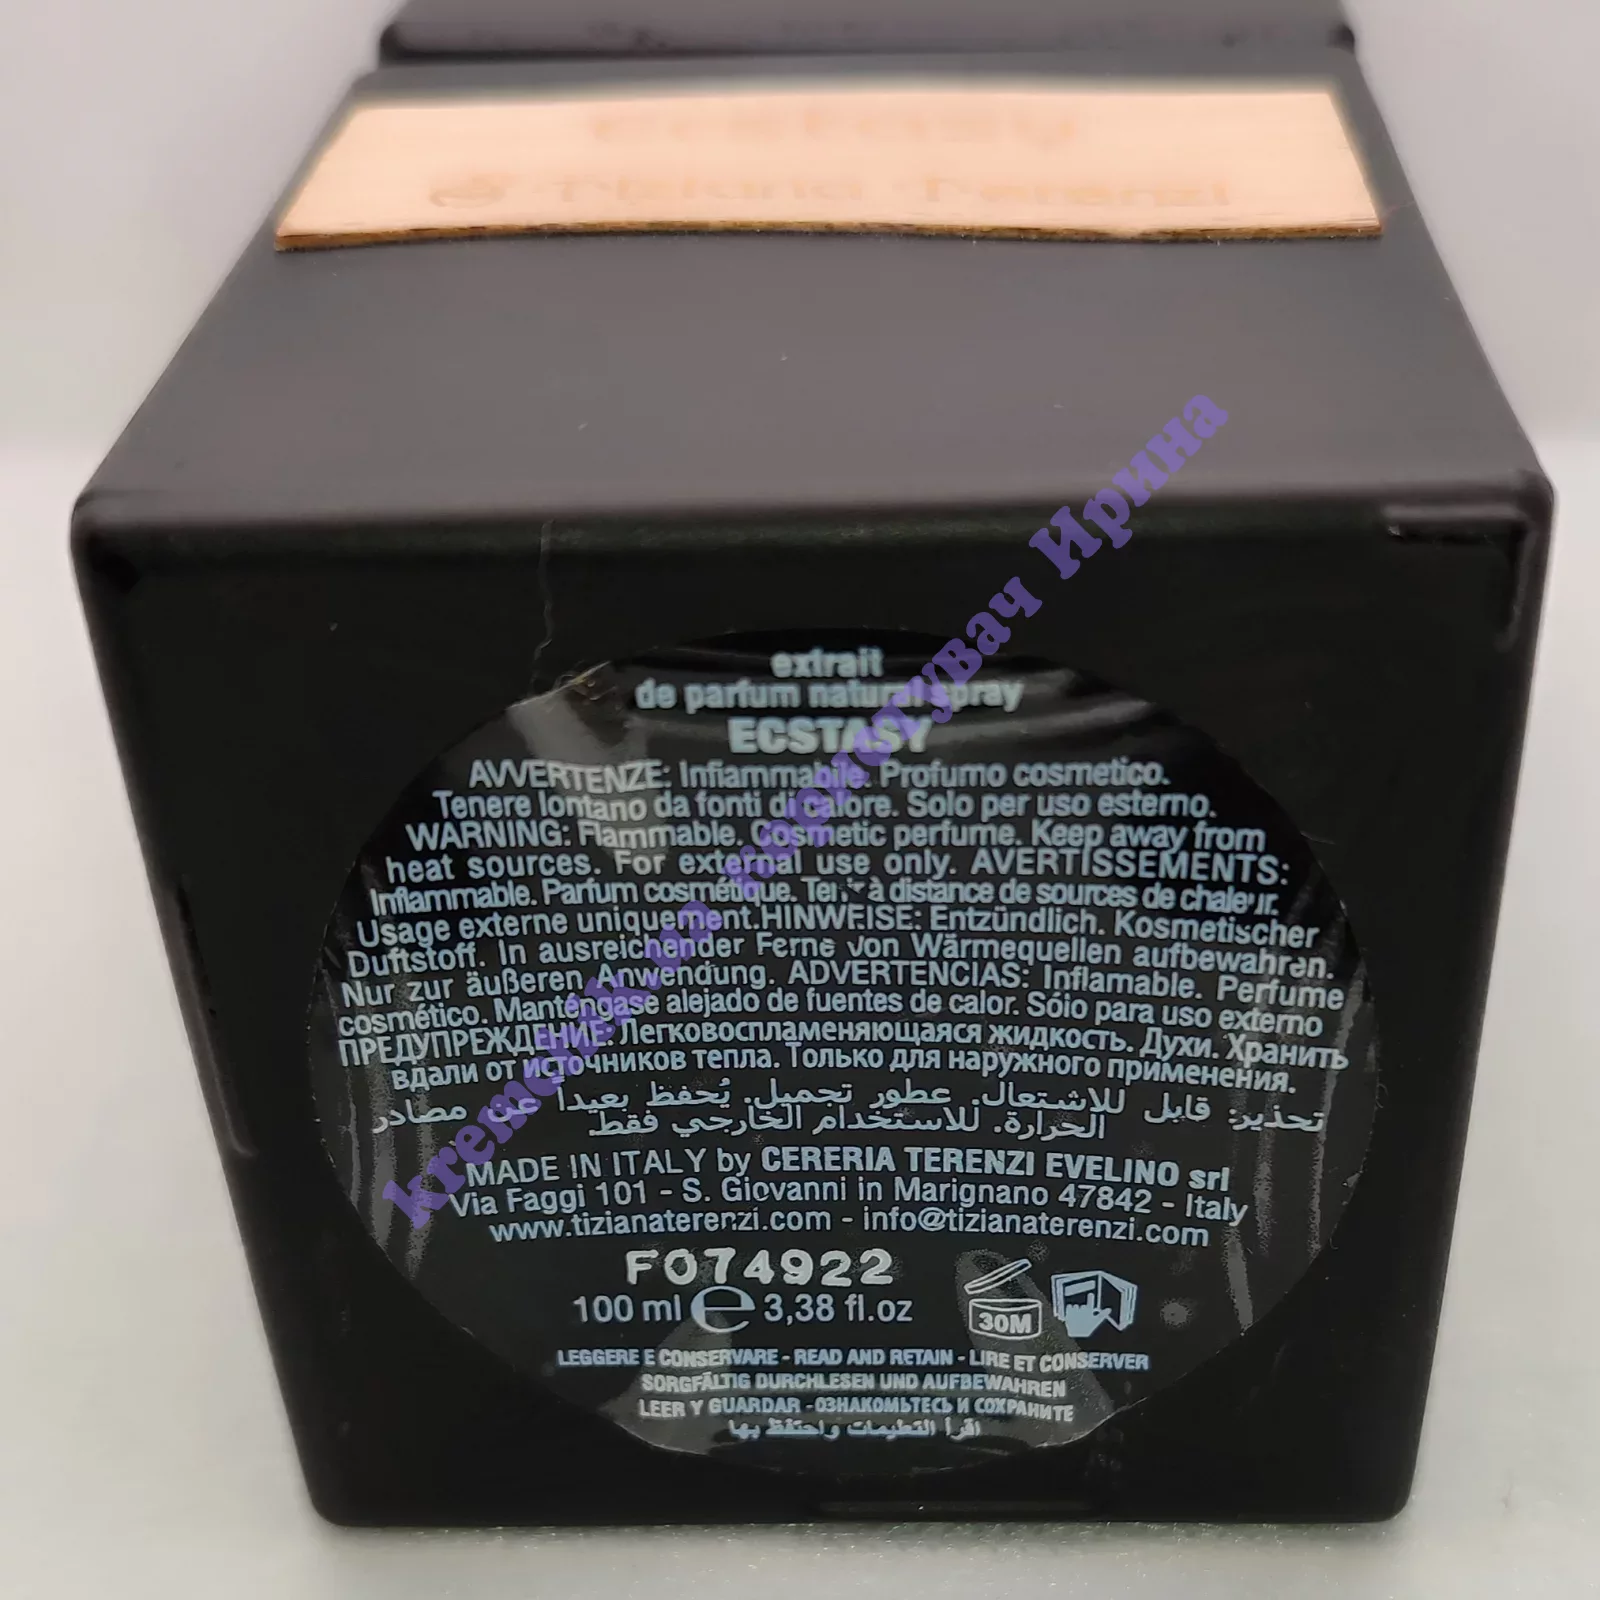 Ecstasy
Tiziana Terenzi
extrait
de parfum natural spray
ECSTASY
AVVERTENZE: Infiammabile. Profumo cosmetico.
Tenere lontano da fonti di calore. Solo per uso esterno.
WARNING: Flammable. Cosmetic perfume. Keep away from
heat sources. For external use only. AVERTISSEMENTS:
Inflammable. Parfum cosmétique. Tenir à distance de sources de chaleur.
Usage externe uniquement. HINWEISE: Entzündlich. Kosmetischer
Duftstoff. In ausreichender Ferne von Wärmequellen aufbewahren.
Nur zur äußeren Anwendung. ADVERTENCIAS: Inflamable. Perfume
cosmético. Manténgase alejado de fuentes de calor. Sólo para uso externo
ПРЕДУПРЕЖДЕНИЕ: Легковоспламеняющаяся жидкость. Духи. Хранить
вдали от источников тепла. Только для наружного применения.
تحذير: قابل للاشتعال. عطور تجميل. يُحفظ بعيدا عن مصادر
الحرارة. للاستخدام الخارجي فقط.
MADE IN ITALY by CERERIA TERENZI EVELINO srl
Via Faggi 101 - S. Giovanni in Marignano 47842 - Italy
www.tizianaterenzi.com - info@tizianaterenzi.com
F074922
100 ml e 3,38 fl.oz
30M
LEGGERE E CONSERVARE - READ AND RETAIN - LIRE ET CONSERVER
SORGFÄLTIG DURCHLESEN UND AUFBEWAHREN
LEER Y GUARDAR - ОЗНАКОМЬТЕСЬ И СОХРАНИТЕ
اقرأ التعليمات واحتفظ بها
kremchik.ua користувач Ирина